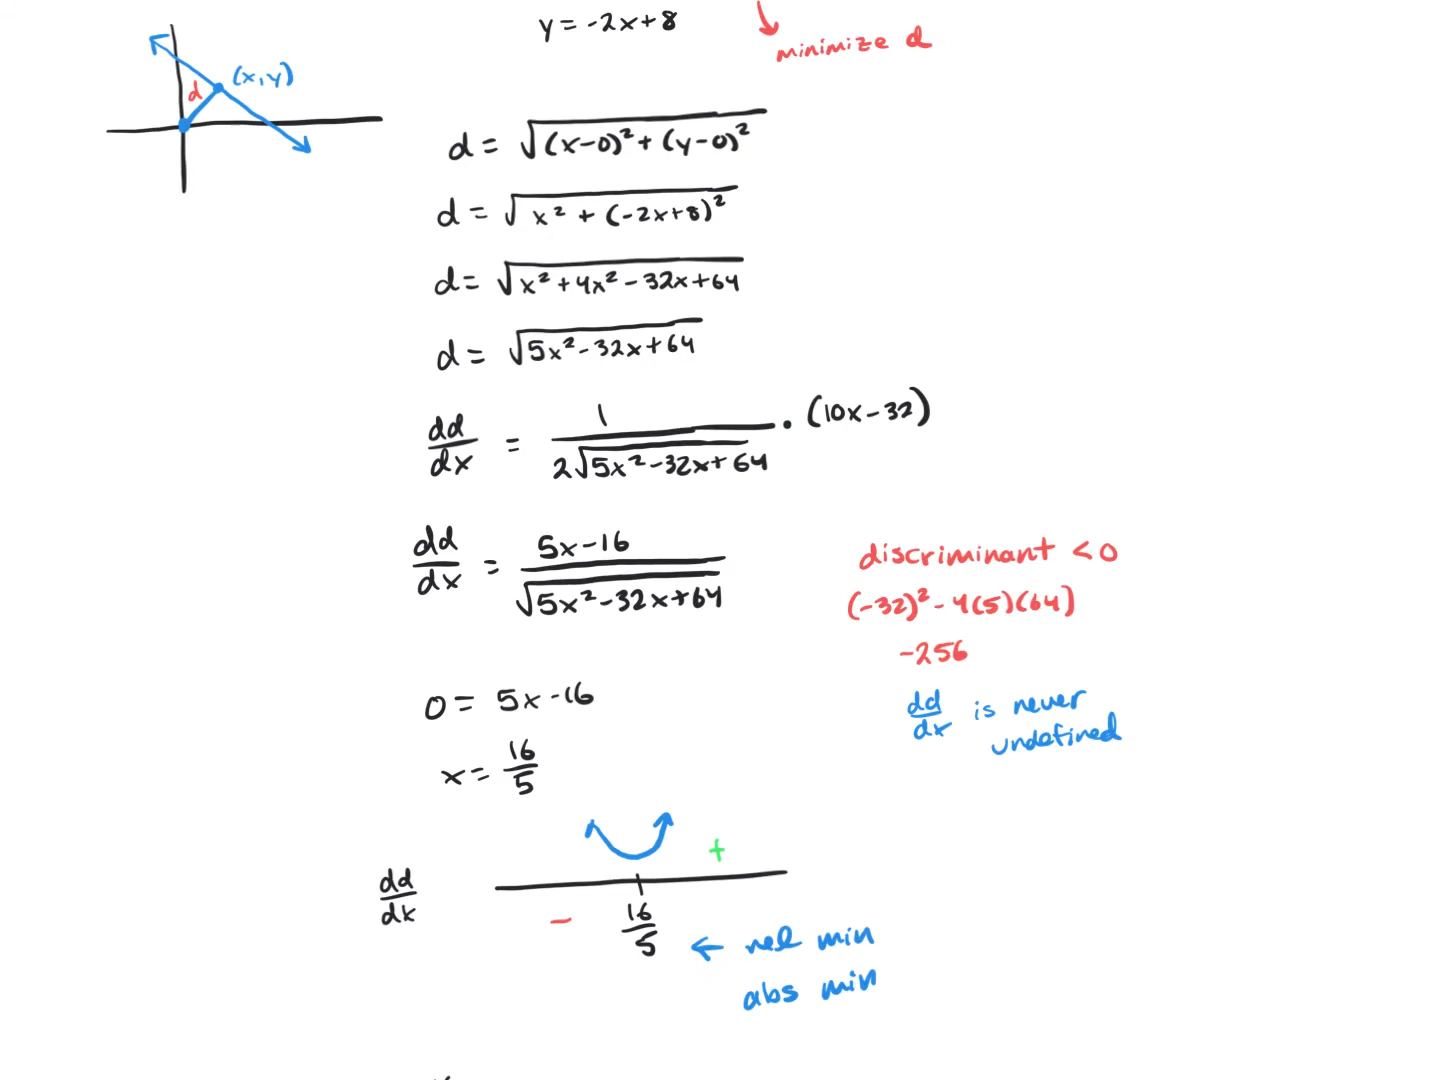 y = -2x+8
minimize d
(x,y)
d
d = √((x-0)² + (y-0)²)
d = √(x² + (-2x+8)²)
d = √(x² + 4x² - 32x + 64)
d = √(5x² - 32x + 64)
dd/dx = 1/(2√(5x² - 32x + 64)) · (10x - 32)
dd/dx = (5x - 16)/√(5x² - 32x + 64)
discriminant < 0
(-32)² - 4(5)(64)
-256
dd/dx is never
undefined
0 = 5x - 16
x = 16/5
+
dd/dx
-
16/5
← rel min
abs min